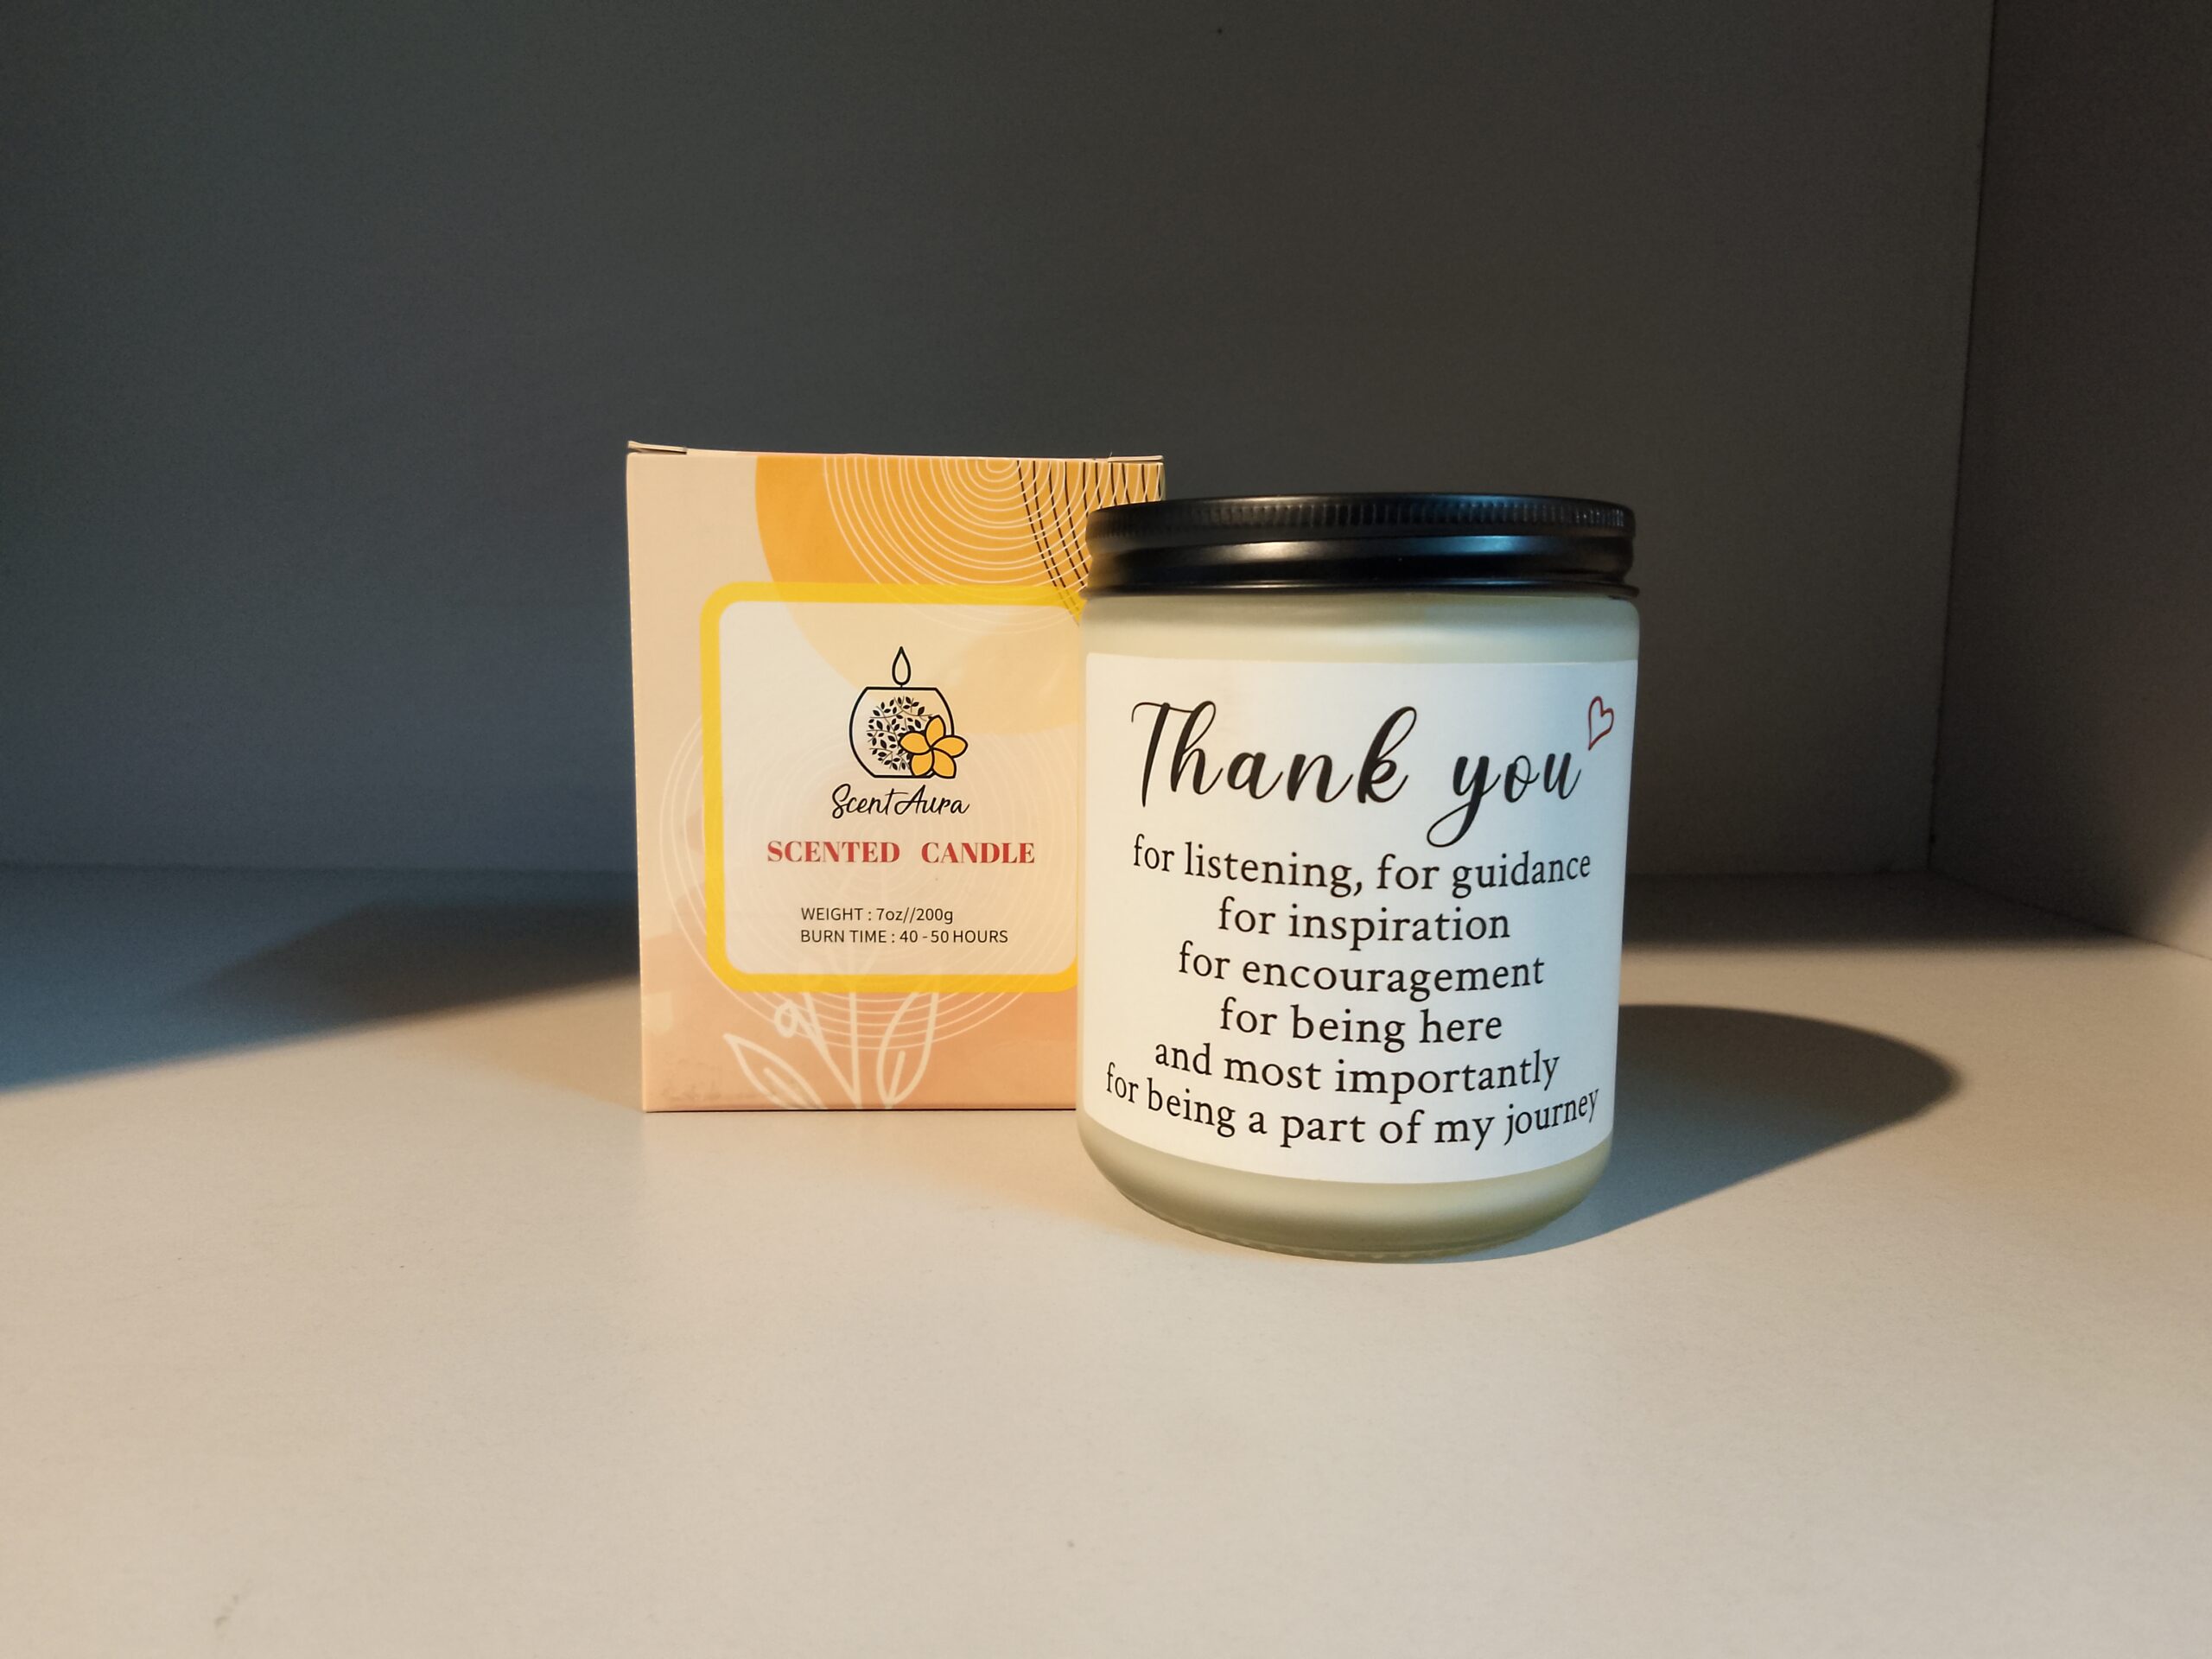 ScentAura
SCENTED CANDLE
WEIGHT : 7oz//200g
BURN TIME : 40 - 50 HOURS
Thank you
for listening, for guidance
for inspiration
for encouragement
for being here
and most importantly
for being a part of my journey